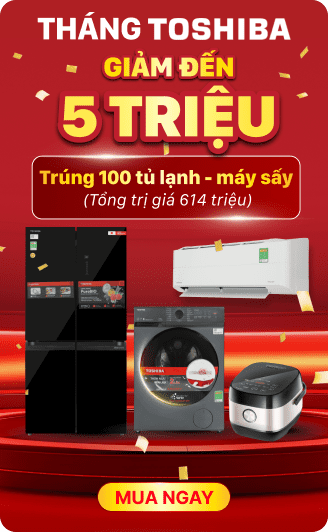 THÁNG TOSHIBA
GIẢM ĐẾN
5 TRIỆU
Trúng 100 tủ lạnh - máy sấy
(Tổng trị giá 614 triệu)
TOSHIBA
MUA NGAY